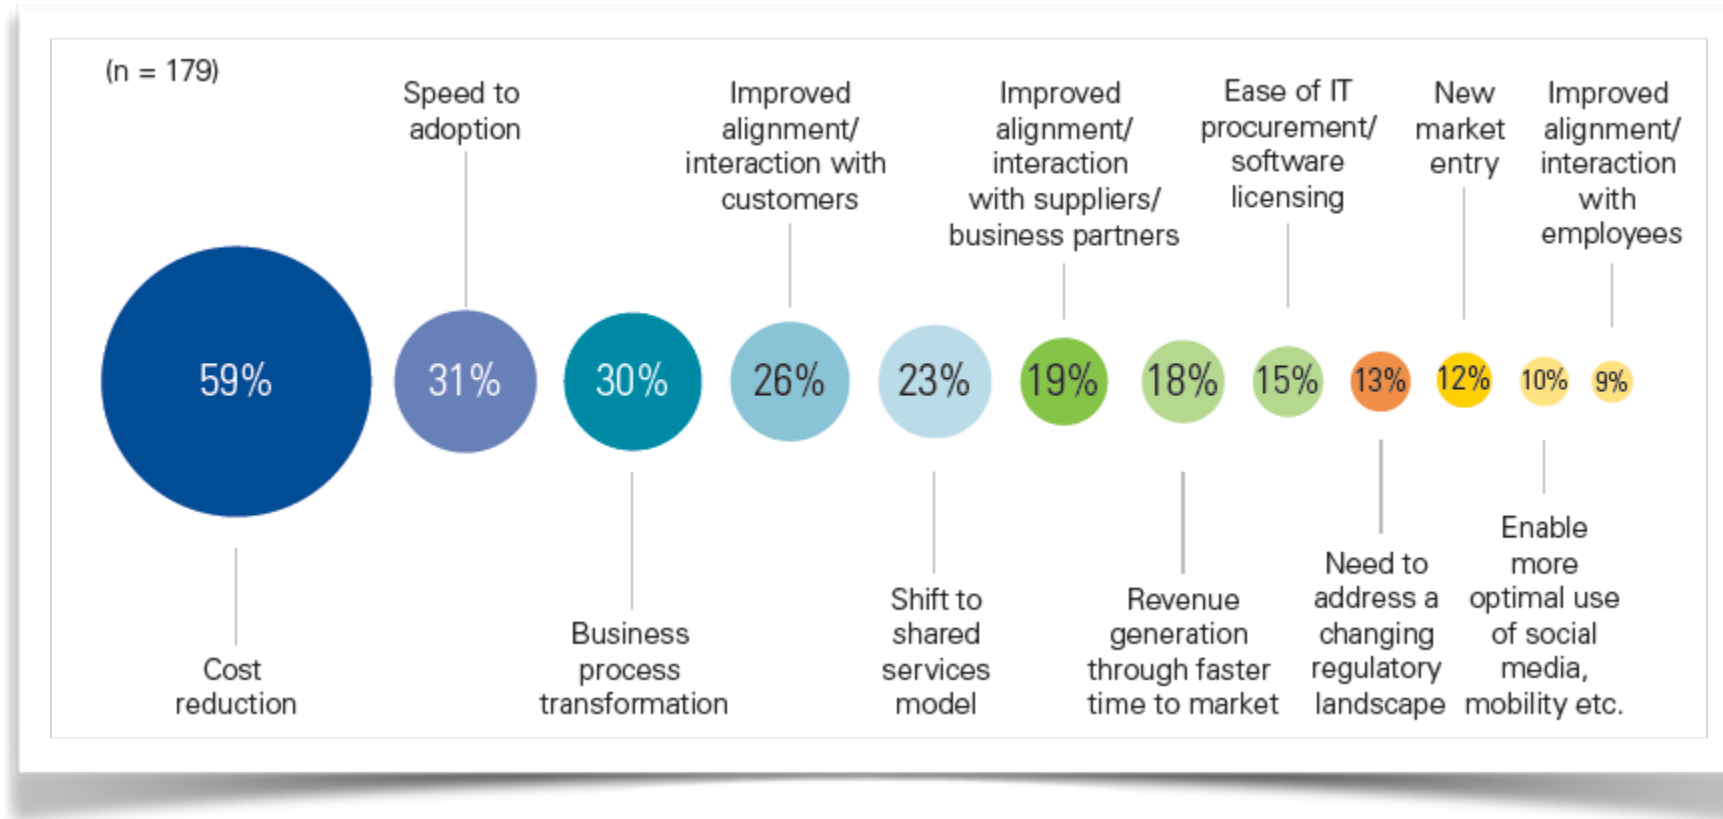 (n = 179)
Speed to
adoption
Improved
alignment/
interaction with
customers
Improved
alignment/
interaction
with suppliers/
business partners
Ease of IT
procurement/
software
licensing
New
market
entry
Improved
alignment/
interaction
with
employees
59%
31%
30%
26%
23%
19%
18%
15%
13%
12%
10%
9%
Cost
reduction
Business
process
transformation
Shift to
shared
services
model
Revenue
generation
through faster
time to market
Need to
address a
changing
regulatory
landscape
Enable
more
optimal use
of social
media,
mobility etc.